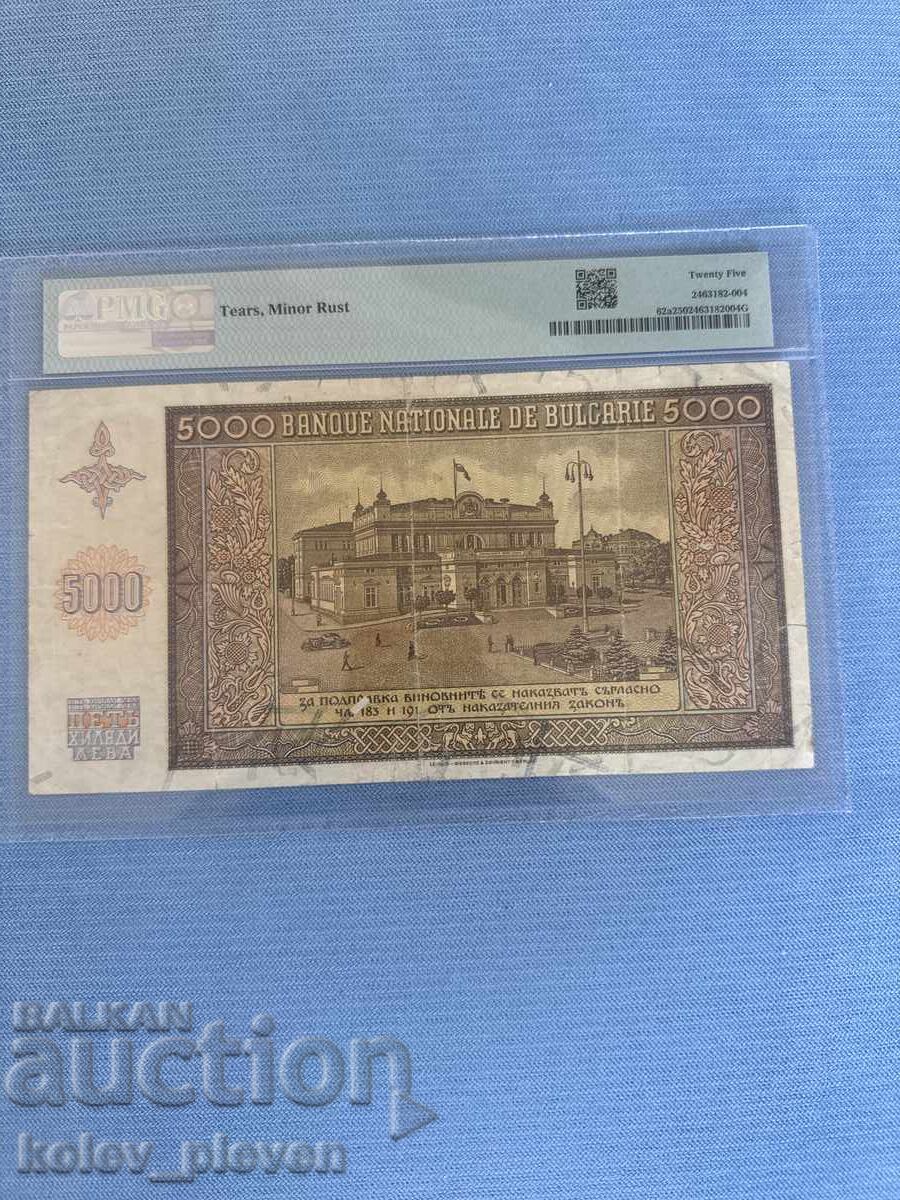 PMG
Tears, Minor Rust
Twenty Five
2463182-004
62a2502463182004G
5000 BANQUE NATIONALE DE BULGARIE 5000
5000
ЗА ПОДПРАВКА ВИНОВНИТѢ СЕ НАКАЗВАТЪ СЪГЛАСНО
ЧЛ. 183 И 191 ОТЪ НАКАЗАТЕЛНИЯ ЗАКОНЪ
ПЕТЬ
ХИЛЯДИ
ЛЕВА
BALKAN
auction
kolev_pleven